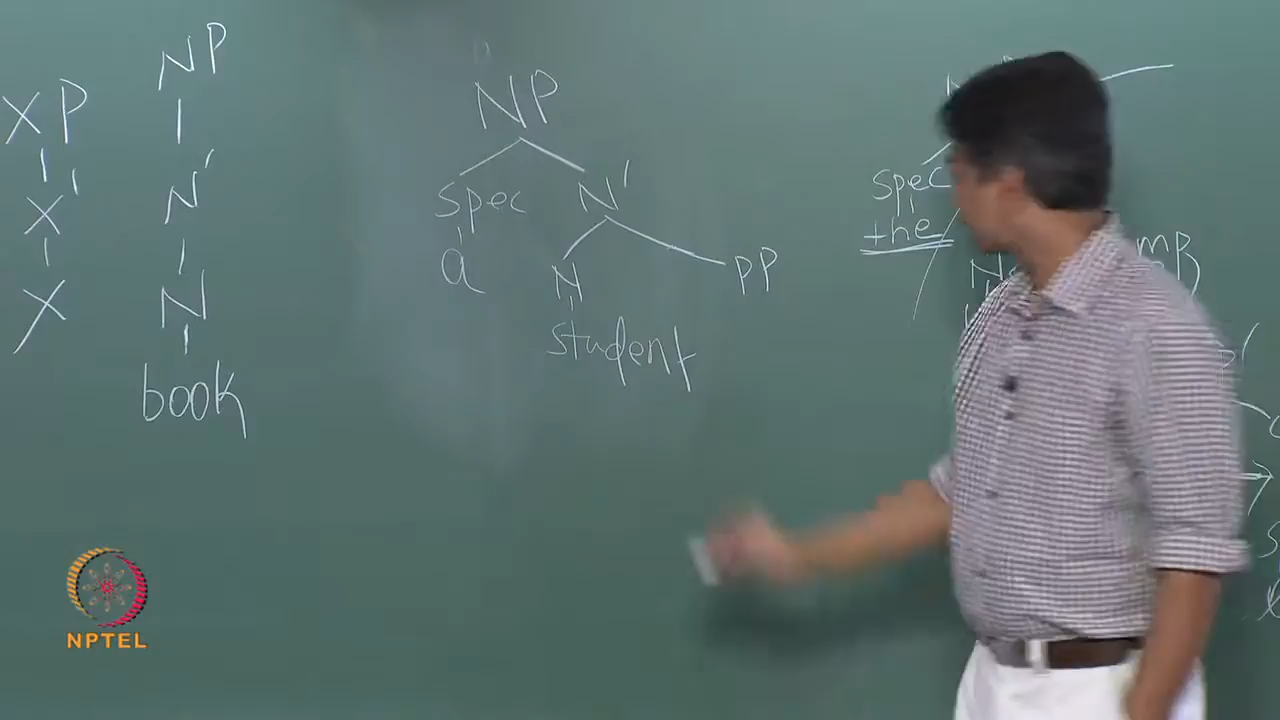 XP
X'
X
NP
N'
N
book
NP
spec N'
a
N PP
student
spec
the
NPTEL